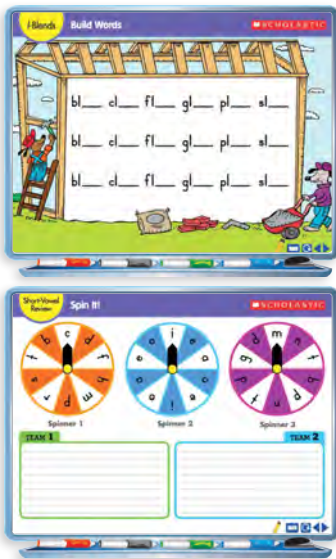 l-Blends Build Words SCHOLASTIC
bl__ cl__ fl__ gl__ pl__ sl__
bl__ cl__ fl__ gl__ pl__ sl__
bl__ cl__ fl__ gl__ pl__ sl__
Short-Vowel
Review
Spin It! SCHOLASTIC
Spinner 1 Spinner 2 Spinner 3
TEAM 1 TEAM 2